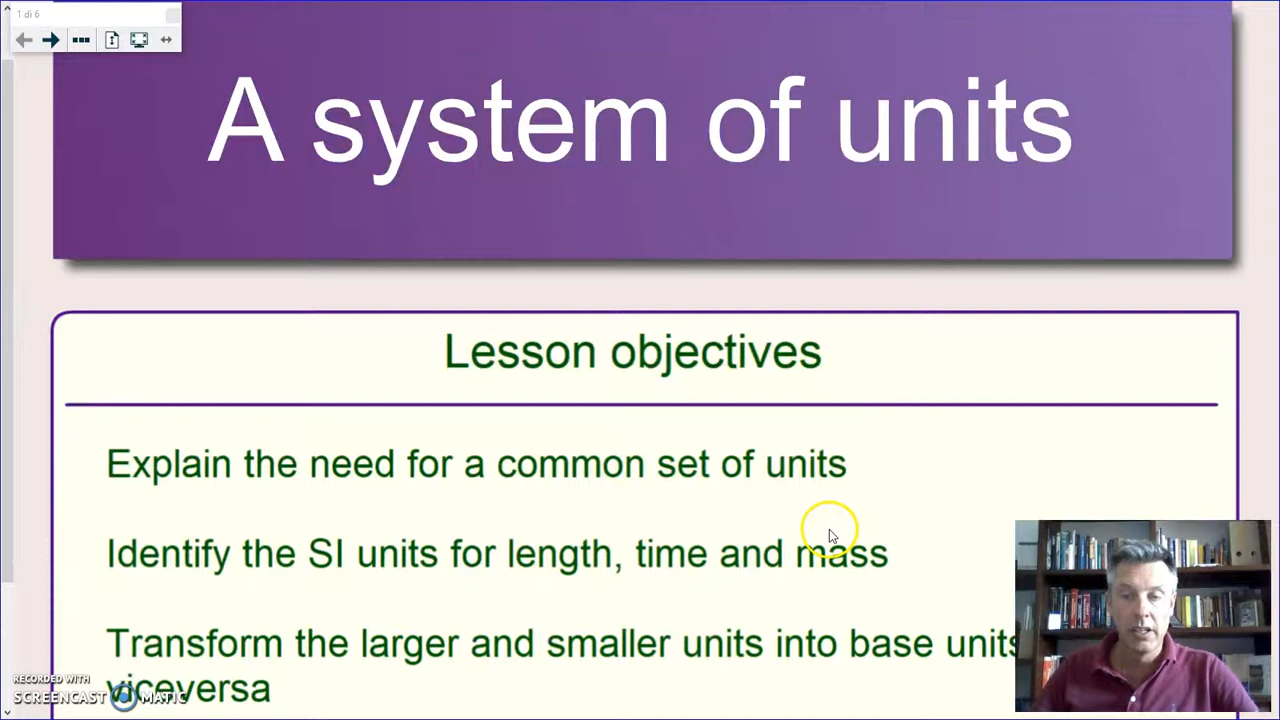 1 di 6
A system of units
Lesson objectives
Explain the need for a common set of units
Identify the SI units for length, time and mass
Transform the larger and smaller units into base units
viceversa
RECORDED WITH
SCREENCAST MATIC